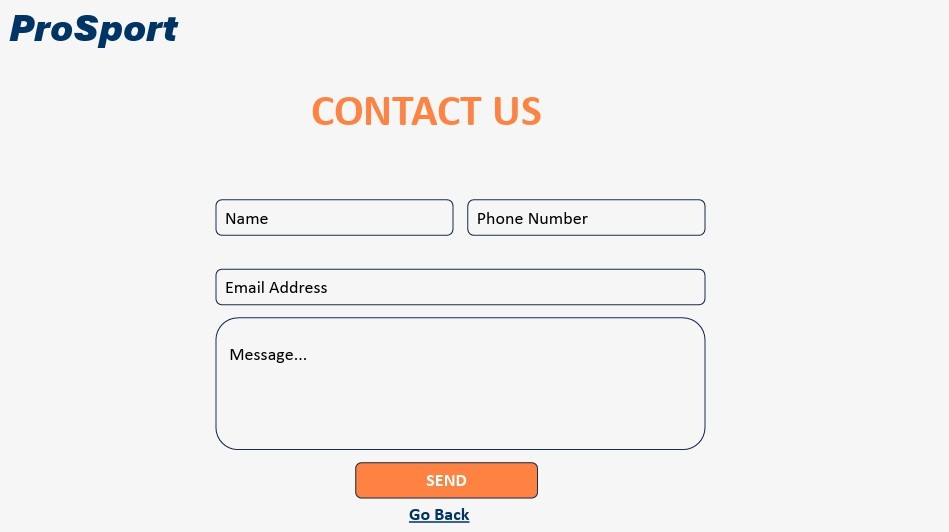 ProSport
CONTACT US
Name
Phone Number
Email Address
Message...
SEND
Go Back